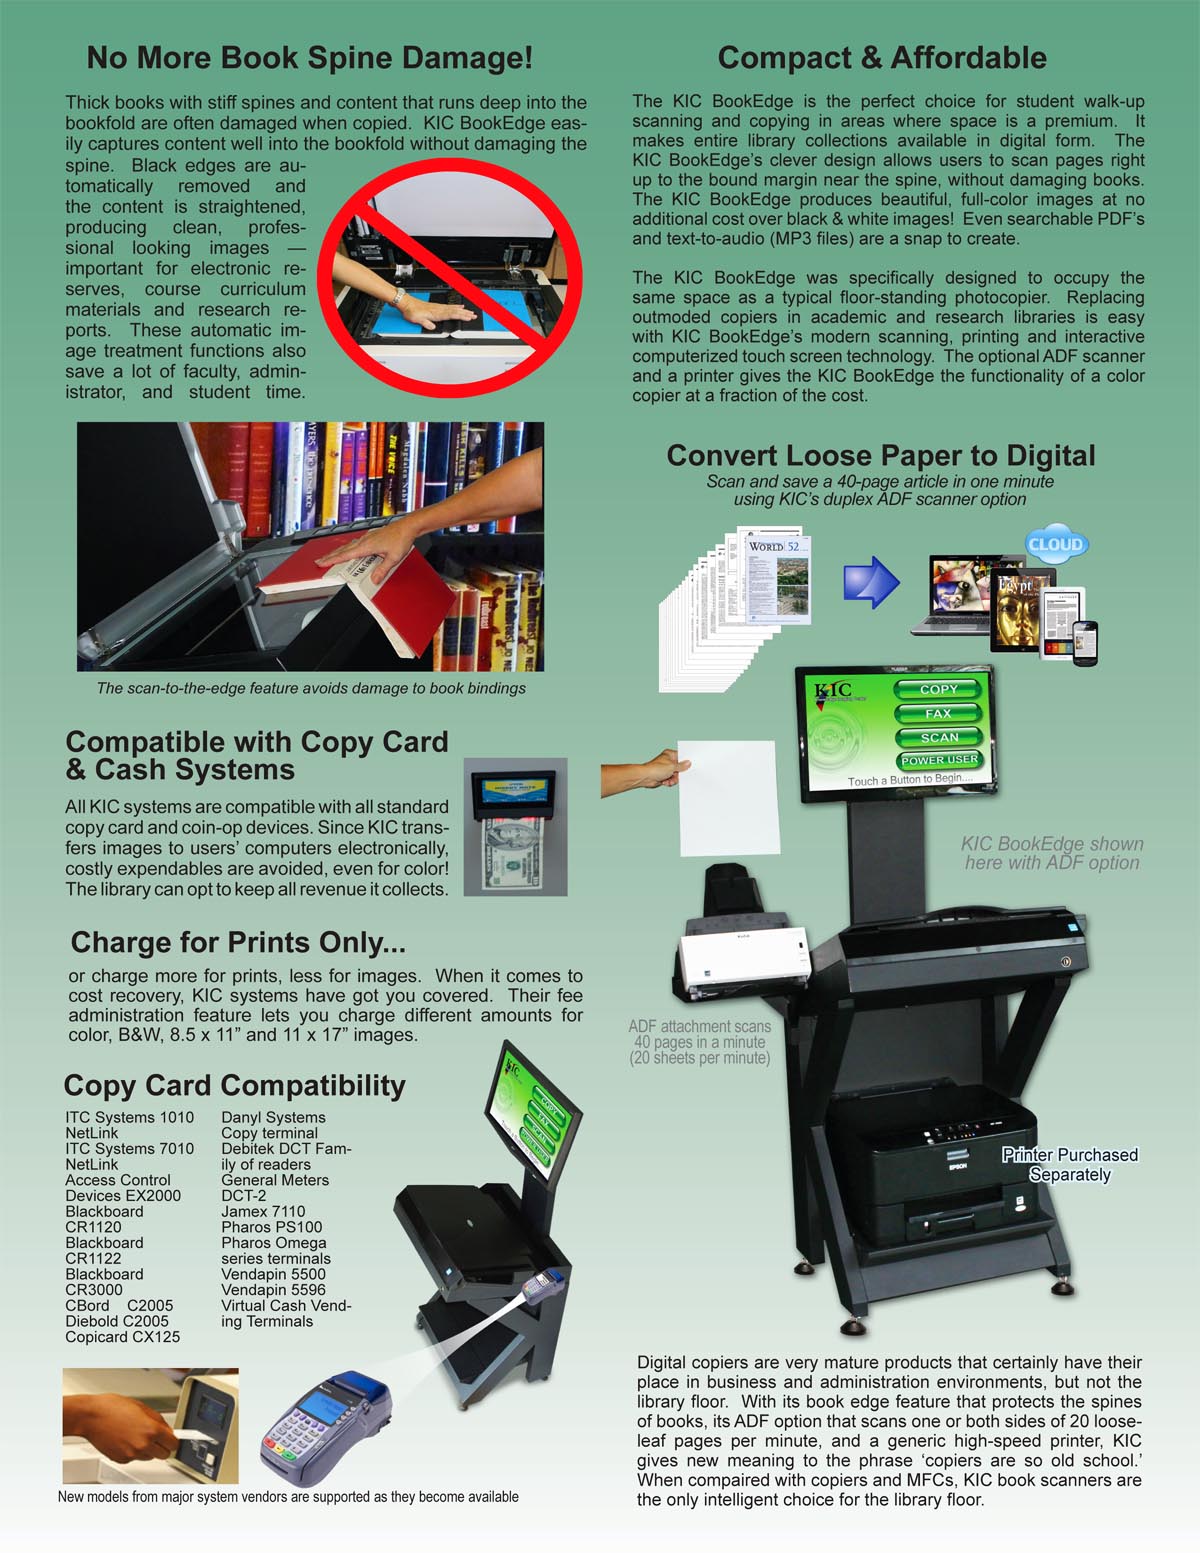 No More Book Spine Damage!
Thick books with stiff spines and content that runs deep into the
bookfold are often damaged when copied. KIC BookEdge eas-
ily captures content well into the bookfold without damaging the
spine. Black edges are au-
tomatically removed and
the content is straightened,
producing clean, profes-
sional looking images —
important for electronic re-
serves, course curriculum
materials and research re-
ports. These automatic im-
age treatment functions also
save a lot of faculty, admin-
istrator, and student time.
The scan-to-the-edge feature avoids damage to book bindings
Compatible with Copy Card
& Cash Systems
All KIC systems are compatible with all standard
copy card and coin-op devices. Since KIC trans-
fers images to users' computers electronically,
costly expendables are avoided, even for color!
The library can opt to keep all revenue it collects.
Charge for Prints Only...
or charge more for prints, less for images. When it comes to
cost recovery, KIC systems have got you covered. Their fee
administration feature lets you charge different amounts for
color, B&W, 8.5 x 11” and 11 x 17” images.
Copy Card Compatibility
ITC Systems 1010
NetLink
ITC Systems 7010
NetLink
Access Control
Devices EX2000
Blackboard
CR1120
Blackboard
CR1122
Blackboard
CR3000
CBord C2005
Diebold C2005
Copicard CX125
Danyl Systems
Copy terminal
Debitek DCT Fam-
ily of readers
General Meters
DCT-2
Jamex 7110
Pharos PS100
Pharos Omega
series terminals
Vendapin 5500
Vendapin 5596
Virtual Cash Vend-
ing Terminals
KIC
COPY
FAX
SCAN
New models from major system vendors are supported as they become available
Compact & Affordable
The KIC BookEdge is the perfect choice for student walk-up
scanning and copying in areas where space is a premium. It
makes entire library collections available in digital form. The
KIC BookEdge's clever design allows users to scan pages right
up to the bound margin near the spine, without damaging books.
The KIC BookEdge produces beautiful, full-color images at no
additional cost over black & white images! Even searchable PDF's
and text-to-audio (MP3 files) are a snap to create.
The KIC BookEdge was specifically designed to occupy the
same space as a typical floor-standing photocopier. Replacing
outmoded copiers in academic and research libraries is easy
with KIC BookEdge's modern scanning, printing and interactive
computerized touch screen technology. The optional ADF scanner
and a printer gives the KIC BookEdge the functionality of a color
copier at a fraction of the cost.
Convert Loose Paper to Digital
Scan and save a 40-page article in one minute
using KIC's duplex ADF scanner option
WORLD 52
CLOUD
Egypt
KIC
COPY
FAX
SCAN
POWER USER
Touch a Button to Begin....
KIC BookEdge shown
here with ADF option
ADF attachment scans
40 pages in a minute
(20 sheets per minute)
EPSON
Printer Purchased
Separately
Digital copiers are very mature products that certainly have their
place in business and administration environments, but not the
library floor. With its book edge feature that protects the spines
of books, its ADF option that scans one or both sides of 20 loose-
leaf pages per minute, and a generic high-speed printer, KIC
gives new meaning to the phrase ‘copiers are so old school.’
When compaired with copiers and MFCs, KIC book scanners are
the only intelligent choice for the library floor.